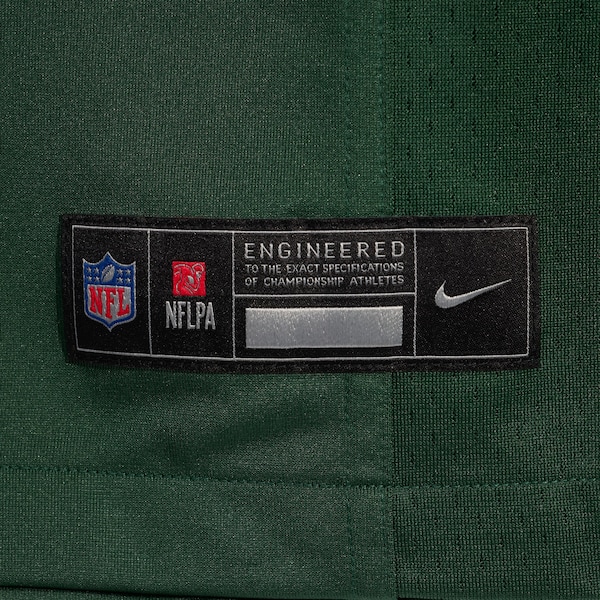 NFL
NFLPA
ENGINEERED
TO THE EXACT SPECIFICATIONS
OF CHAMPIONSHIP ATHLETES